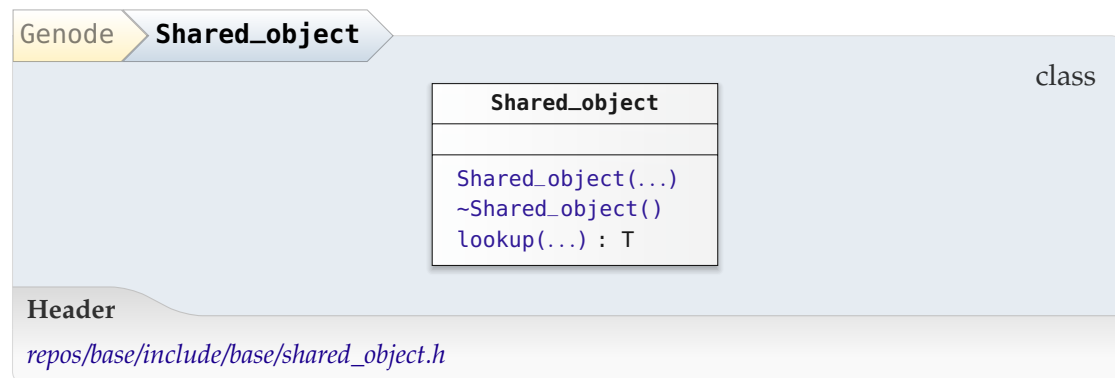 Genode Shared_object
class
Shared_object
Shared_object(...)
~Shared_object()
lookup(...) : T
Header
repos/base/include/base/shared_object.h